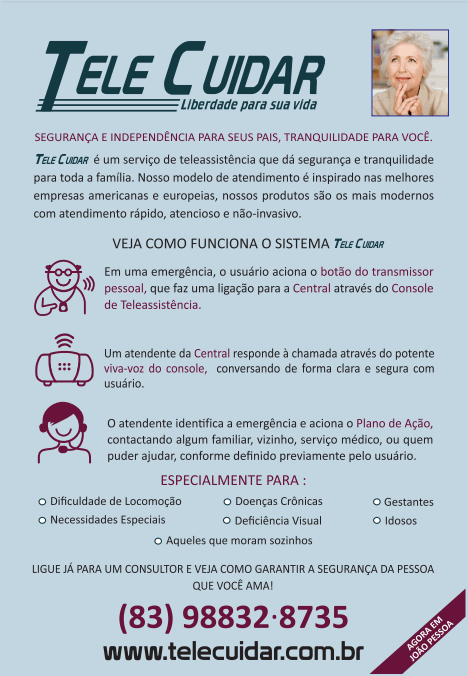 TELE CUIDAR
Liberdade para sua vida
SEGURANÇA E INDEPENDÊNCIA PARA SEUS PAIS, TRANQUILIDADE PARA VOCÊ.
TELE CUIDAR é um serviço de teleassistência que dá segurança e tranquilidade
para toda a família. Nosso modelo de atendimento é inspirado nas melhores
empresas americanas e europeias, nossos produtos são os mais modernos
com atendimento rápido, atencioso e não-invasivo.
VEJA COMO FUNCIONA O SISTEMA TELE CUIDAR
Em uma emergência, o usuário aciona o botão do transmissor
pessoal, que faz uma ligação para a Central através do Console
de Teleassistência.
Um atendente da Central responde à chamada através do potente
viva-voz do console, conversando de forma clara e segura com
usuário.
O atendente identifica a emergência e aciona o Plano de Ação,
contactando algum familiar, vizinho, serviço médico, ou quem
puder ajudar, conforme definido previamente pelo usuário.
ESPECIALMENTE PARA :
Dificuldade de Locomoção
Doenças Crônicas
Gestantes
Necessidades Especiais
Deficiência Visual
Idosos
Aqueles que moram sozinhos
LIGUE JÁ PARA UM CONSULTOR E VEJA COMO GARANTIR A SEGURANÇA DA PESSOA
QUE VOCÊ AMA!
(83) 98832·8735
www.telecuidar.com.br
AGORA EM
JOÃO PESSOA